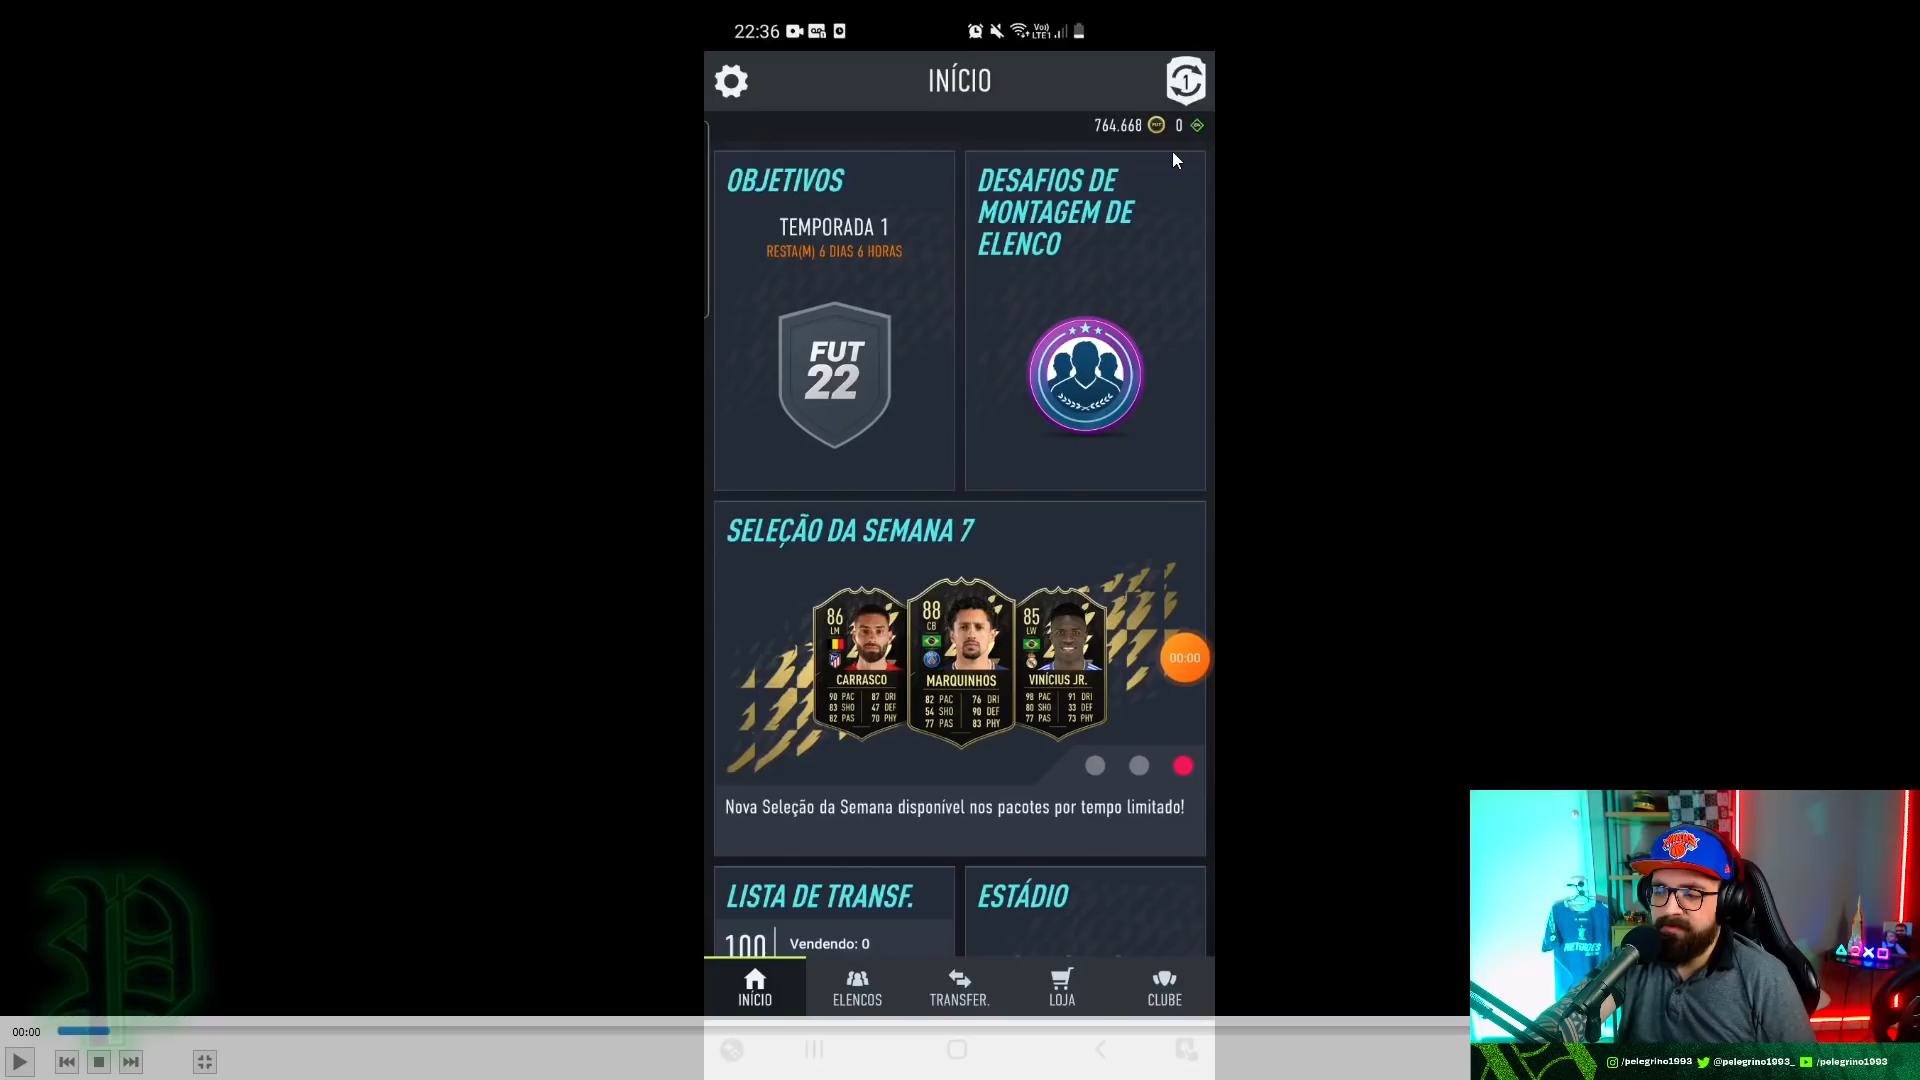 22:36
Vo)) LTE1
INÍCIO
1
764.668 FUT 0
OBJETIVOS
TEMPORADA 1
RESTA(M) 6 DIAS 6 HORAS
FUT
22
DESAFIOS DE
MONTAGEM DE
ELENCO
SELEÇÃO DA SEMANA 7
86
LM
CARRASCO
90 PAC 87 DRI
83 SHO 47 DEF
82 PAS 70 PHY
88
CB
MARQUINHOS
82 PAC 76 DRI
54 SHO 90 DEF
77 PAS 83 PHY
85
LW
VINÍCIUS JR.
98 PAC 91 DRI
80 SHO 33 DEF
77 PAS 73 PHY
00:00
Nova Seleção da Semana disponível nos pacotes por tempo limitado!
LISTA DE TRANSF.
100
Vendendo: 0
ESTÁDIO
INÍCIO
ELENCOS
TRANSFER.
LOJA
CLUBE
00:00
P
/pelegrino1993 @pelegrino1993_ /pelegrino1993